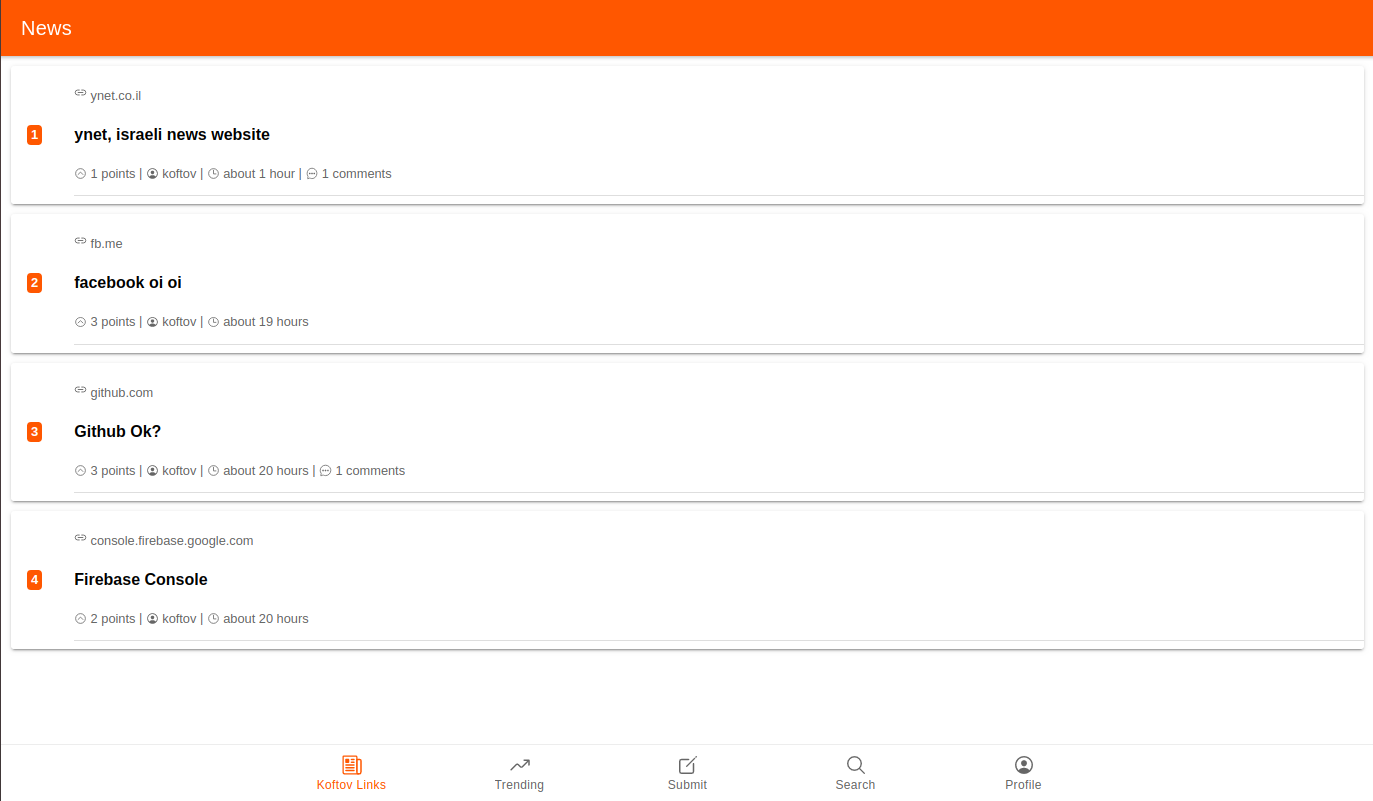 News
ynet.co.il
1
ynet, israeli news website
1 points | koftov | about 1 hour | 1 comments
fb.me
2
facebook oi oi
3 points | koftov | about 19 hours
github.com
3
Github Ok?
3 points | koftov | about 20 hours | 1 comments
console.firebase.google.com
4
Firebase Console
2 points | koftov | about 20 hours
Koftov Links
Trending
Submit
Search
Profile